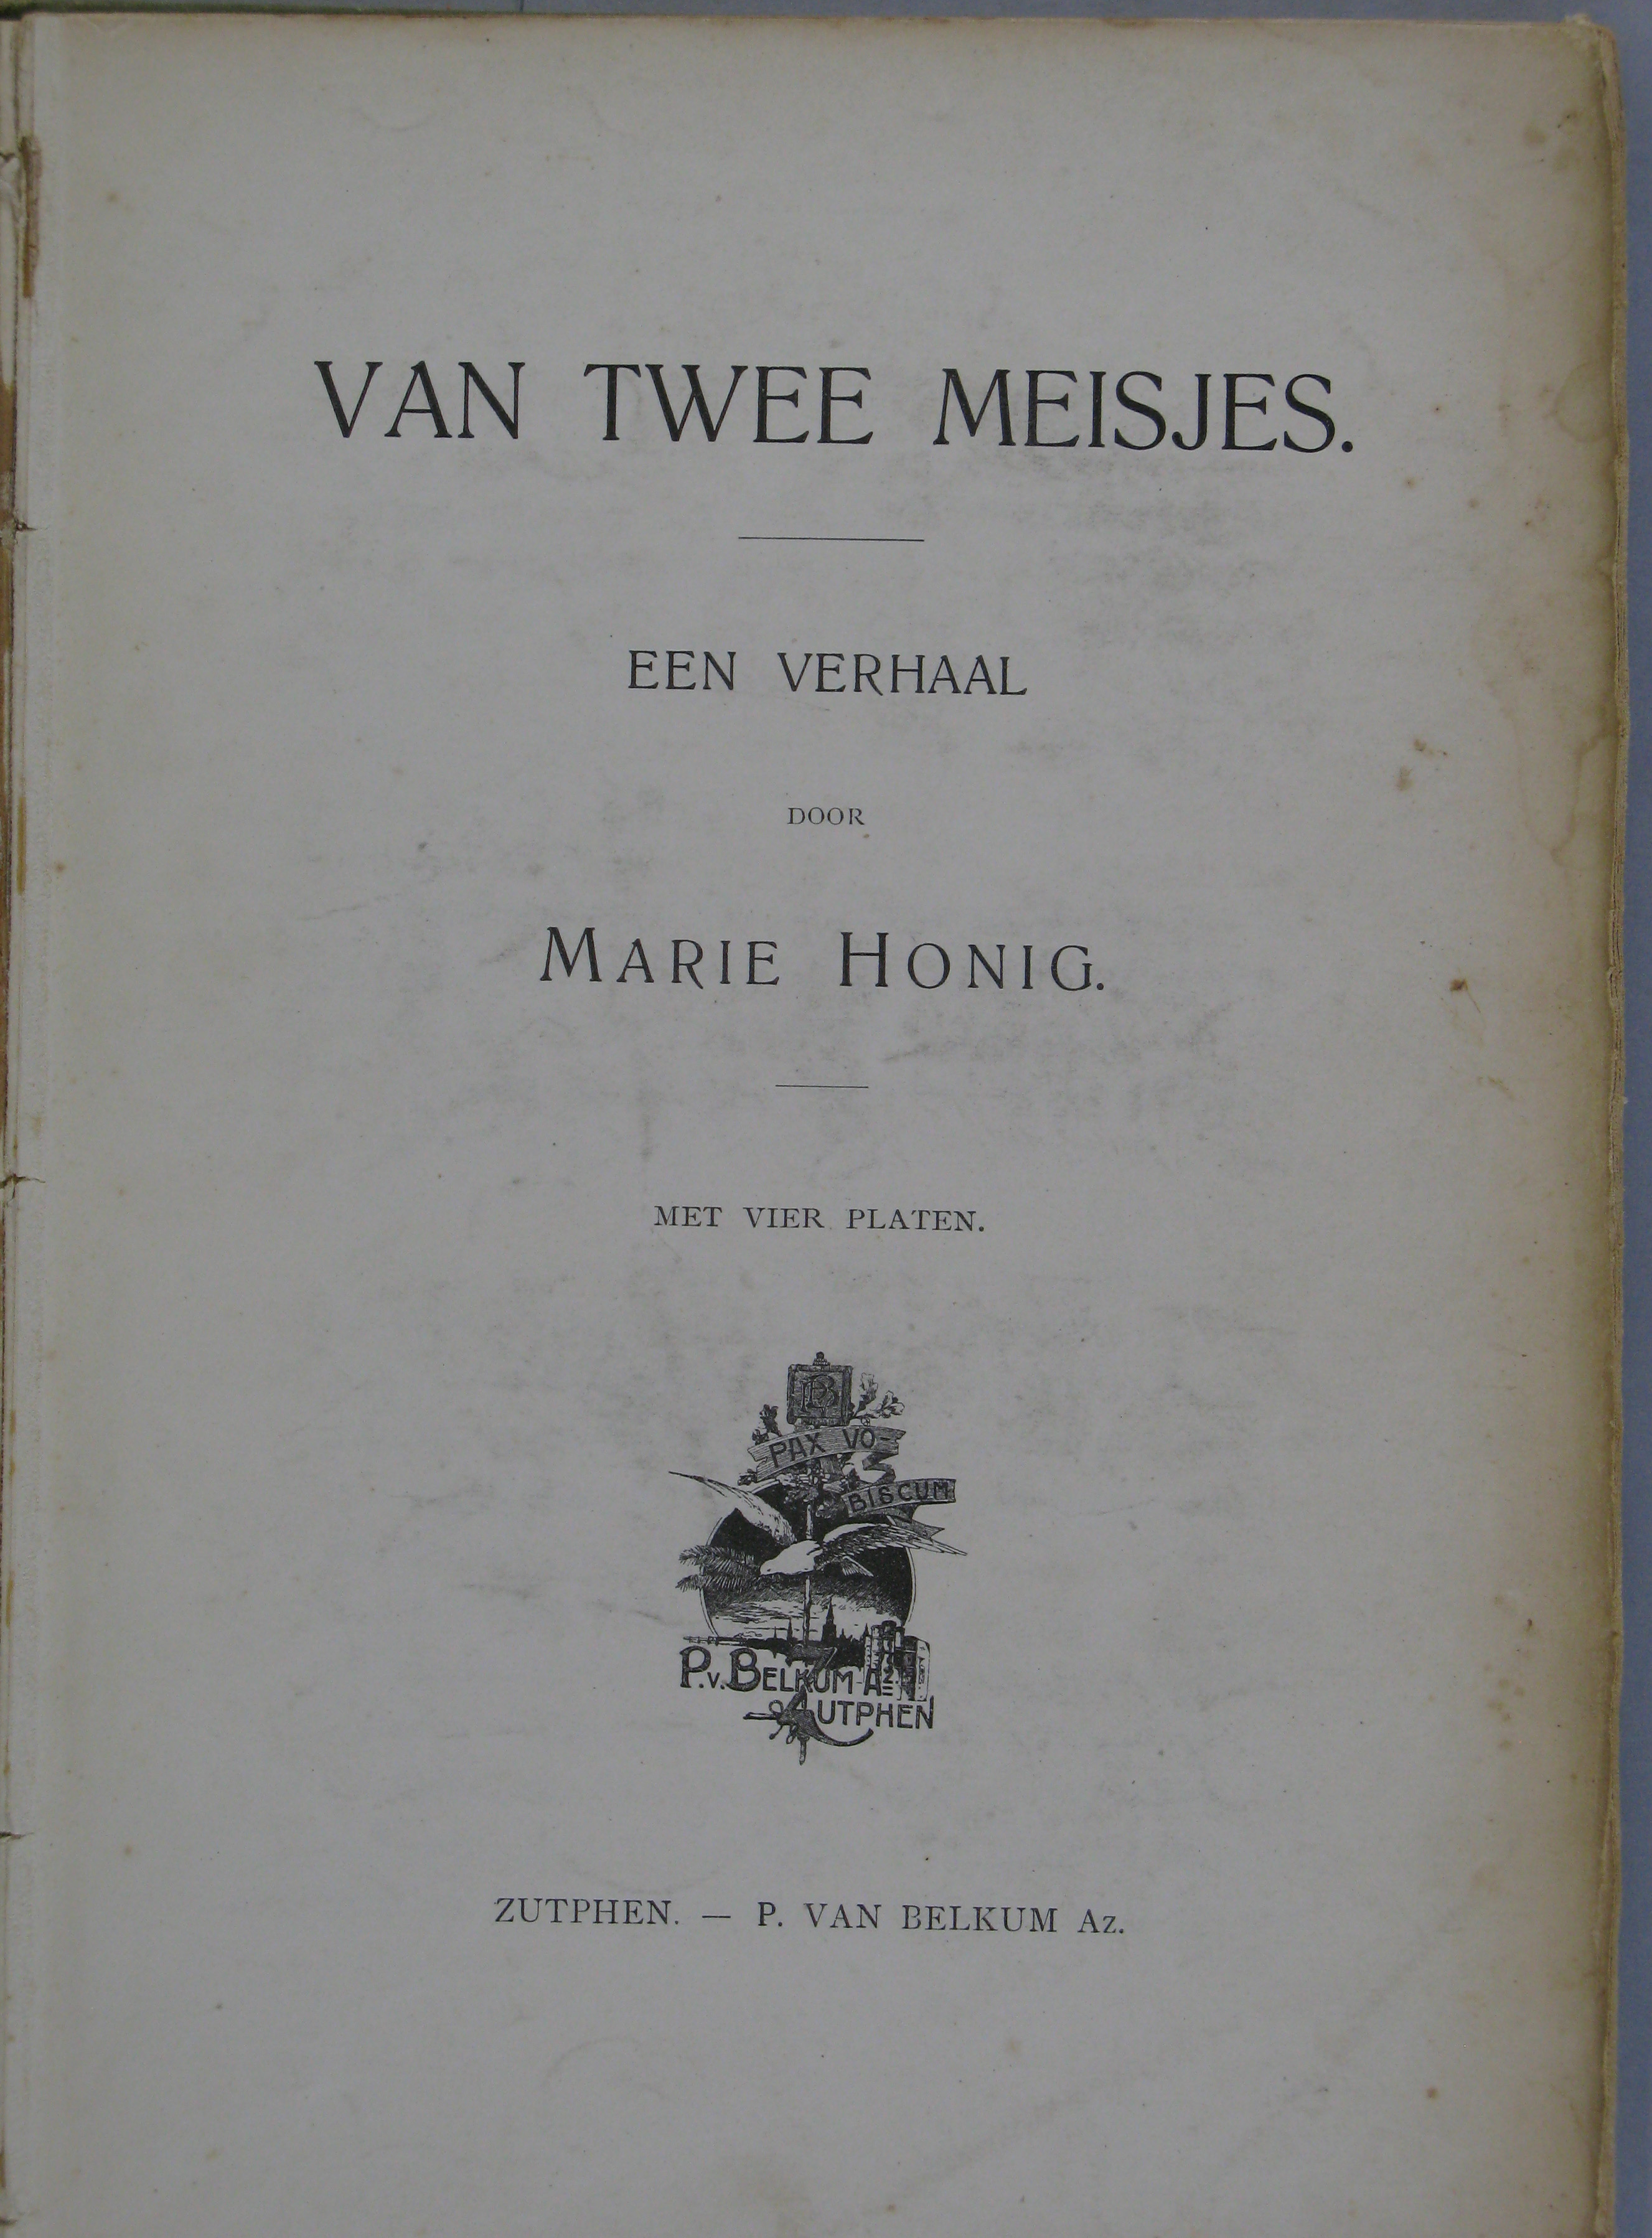 VAN TWEE MEISJES.
EEN VERHAAL
DOOR
MARIE HONIG.
MET VIER PLATEN.
PB
PAX VO-
BISCUM
P.v. BELKUM Az.
ZUTPHEN
ZUTPHEN. — P. VAN BELKUM Az.